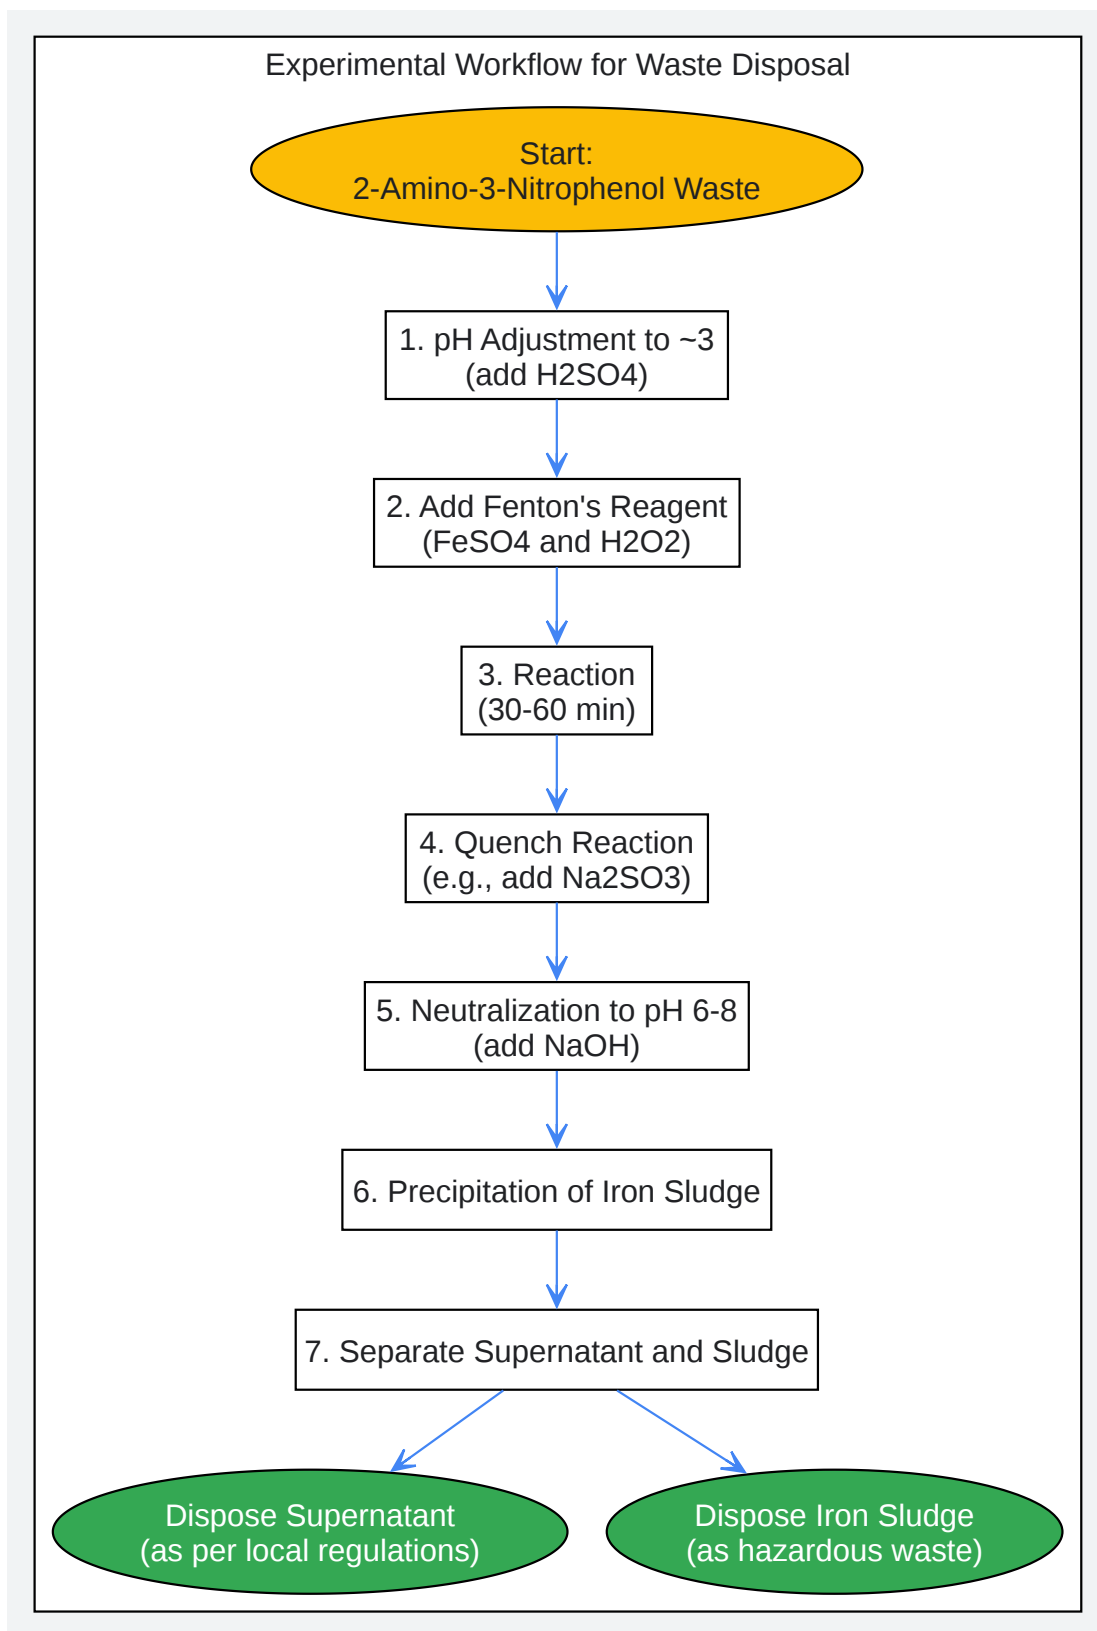 Experimental Workflow for Waste Disposal
Start:
2-Amino-3-Nitrophenol Waste
1. pH Adjustment to ~3
(add H2SO4)
2. Add Fenton's Reagent
(FeSO4 and H2O2)
3. Reaction
(30-60 min)
4. Quench Reaction
(e.g., add Na2SO3)
5. Neutralization to pH 6-8
(add NaOH)
6. Precipitation of Iron Sludge
7. Separate Supernatant and Sludge
Dispose Supernatant
(as per local regulations)
Dispose Iron Sludge
(as hazardous waste)